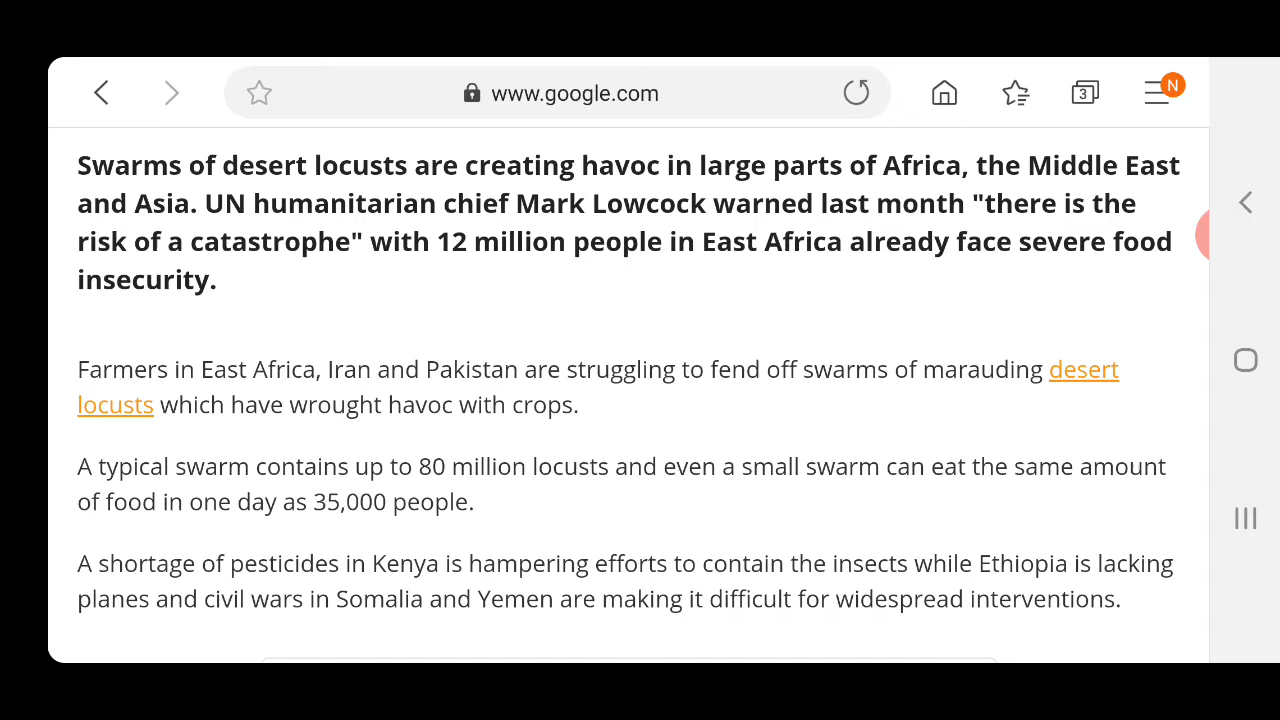 www.google.com
3
N
Swarms of desert locusts are creating havoc in large parts of Africa, the Middle East
and Asia. UN humanitarian chief Mark Lowcock warned last month "there is the
risk of a catastrophe" with 12 million people in East Africa already face severe food
insecurity.
Farmers in East Africa, Iran and Pakistan are struggling to fend off swarms of marauding desert
locusts which have wrought havoc with crops.
A typical swarm contains up to 80 million locusts and even a small swarm can eat the same amount
of food in one day as 35,000 people.
A shortage of pesticides in Kenya is hampering efforts to contain the insects while Ethiopia is lacking
planes and civil wars in Somalia and Yemen are making it difficult for widespread interventions.